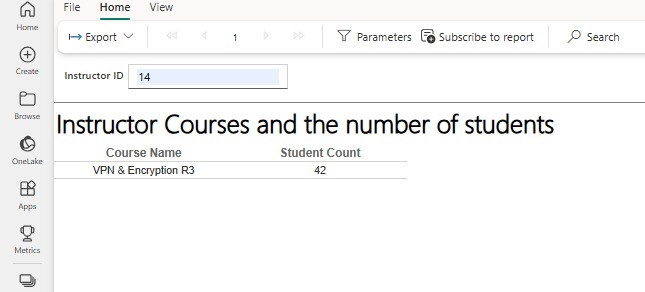 File Home View
Home
Export 1 Parameters Subscribe to report Search
Create
Instructor ID 14
Browse
Instructor Courses and the number of students
Course Name Student Count
OneLake
VPN & Encryption R3 42
Apps
Metrics